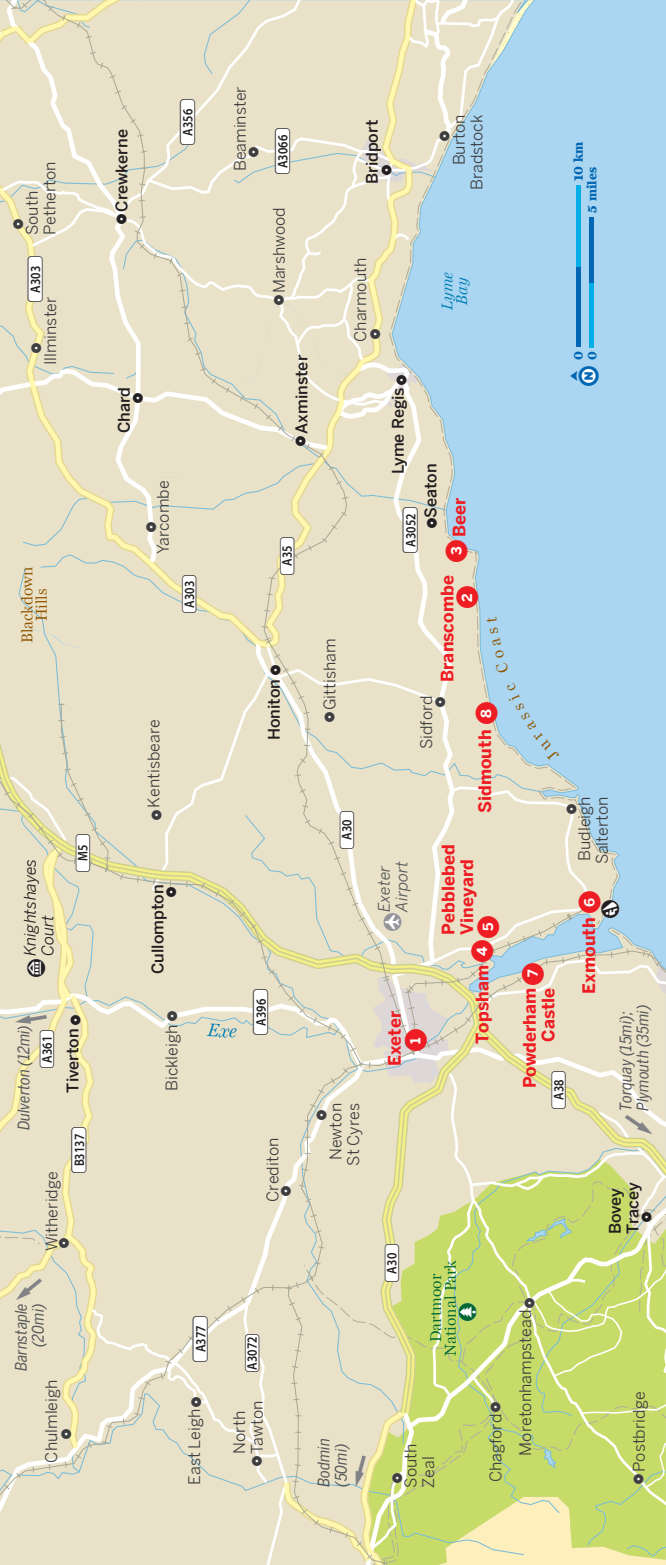 Barnstaple
(20mi)
Chulmleigh
Witheridge
B3137
Dulverton (12mi)
A361
Tiverton
Knightshayes
Court
M5
Blackdown
Hills
Illminster
A303
South
Petherton
East Leigh
A377
North
Tawton
A3072
Bickleigh
Exe
A396
Cullompton
Kentisbeare
Yarcombe
A303
Chard
Crewkerne
A356
Bodmin
(50mi)
Crediton
Newton
St Cyres
A30
Honiton
Gittisham
A35
Axminster
Marshwood
Beaminster
A3066
South
Zeal
A30
Exeter
1
Exeter
Airport
Sidford
A3052
Seaton
Lyme Regis
Charmouth
Bridport
Burton
Bradstock
Dartmoor
National Park
Chagford
Moretonhampstead
Topsham
4
5
Pebblebed
Vineyard
Sidmouth
8
Branscombe
2
3
Beer
Jurassic Coast
Lyme
Bay
Postbridge
Bovey
Tracey
A38
Torquay (15mi);
Plymouth (35mi)
Powderham
Castle
7
Exmouth
6
Budleigh
Salterton
N
0
10 km
0
5 miles